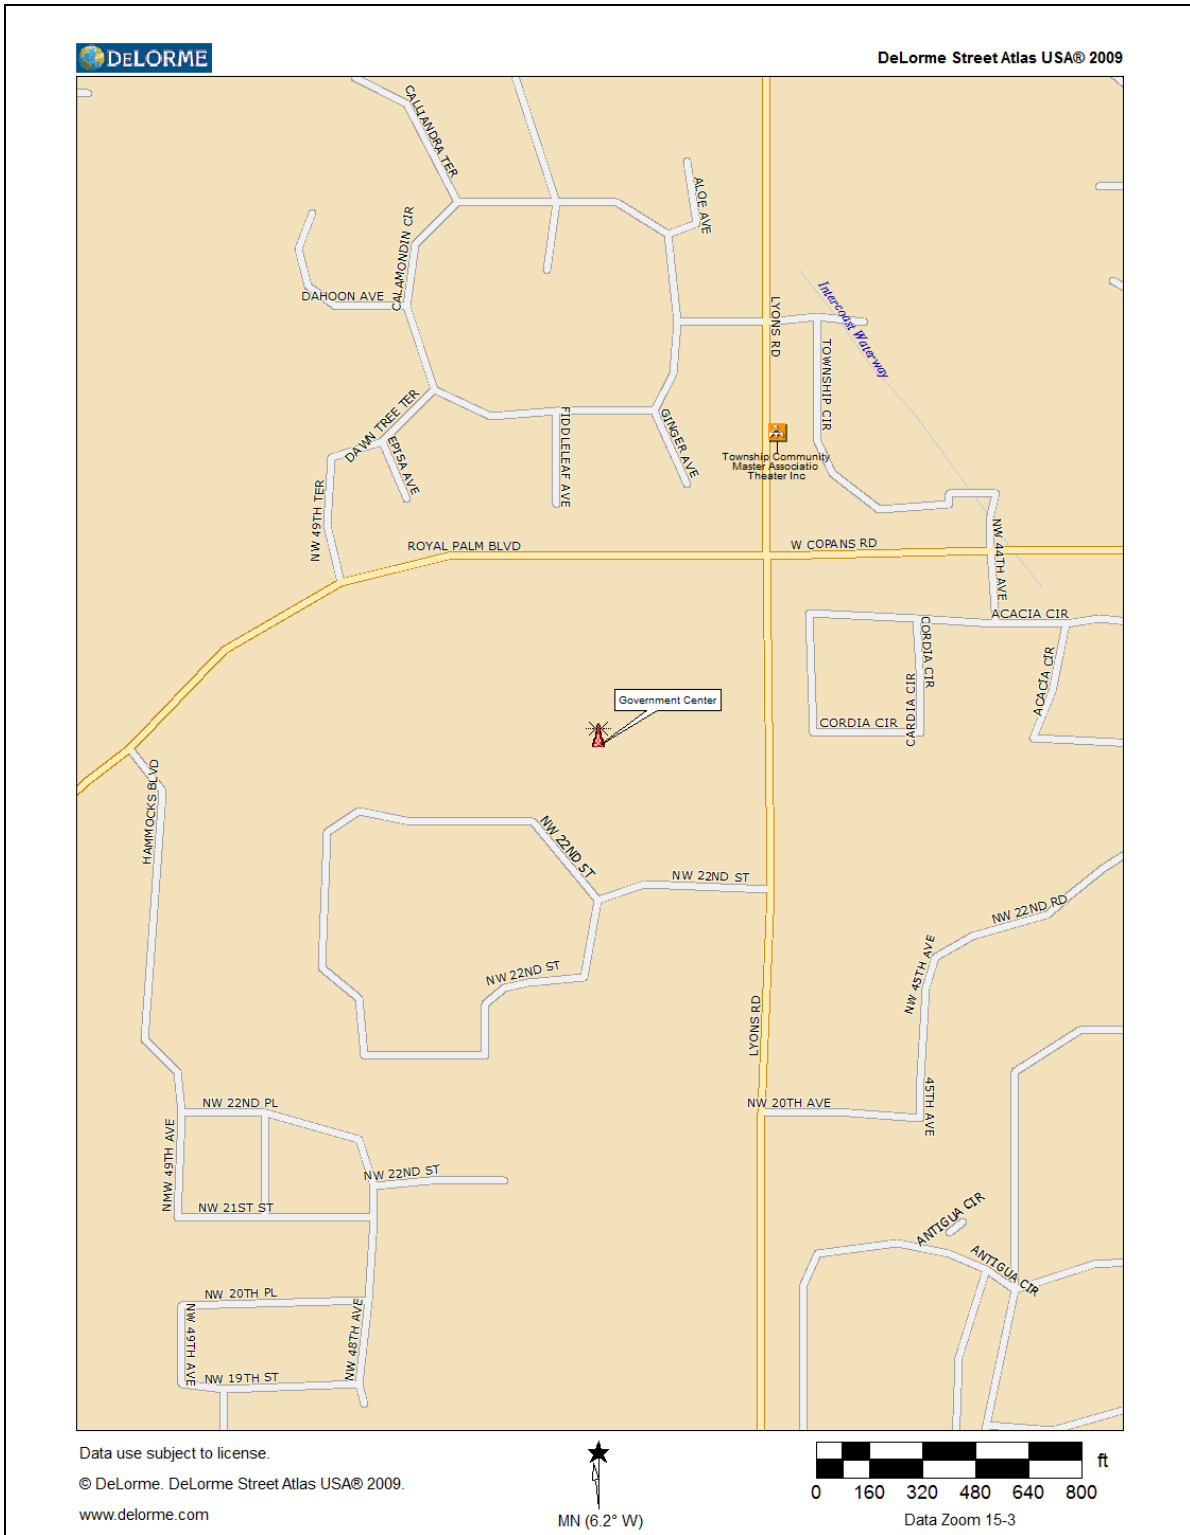 DELORME
DeLorme Street Atlas USA® 2009
CALLIANDRA TER
ALOE AVE
CALAMONDIN CIR
DAHOON AVE
Intercoast Waterway
LYONS RD
TOWNSHIP CIR
DAWN TREE TER
EPISA AVE
FIDDLELEAF AVE
GINGER AVE
Township Community
Master Associatio
Theater Inc
NW 49TH TER
ROYAL PALM BLVD
W COPANS RD
NW 44TH AVE
ACACIA CIR
CORDIA CIR
ACACIA CIR
CARDIA CIR
CORDIA CIR
Government Center
HAMMOCKS BLVD
NW 22ND ST
NW 22ND ST
NW 22ND RD
NW 45TH AVE
NW 22ND ST
LYONS RD
NW 20TH AVE
45TH AVE
NW 22ND PL
NMW 49TH AVE
NW 22ND ST
NW 21ST ST
ANTIGUA CIR
ANTIGUA CIR
NW 20TH PL
NW 49TH AVE
NW 48TH AVE
NW 19TH ST
Data use subject to license.
© DeLorme. DeLorme Street Atlas USA® 2009.
www.delorme.com
MN (6.2° W)
ft
0 160 320 480 640 800
Data Zoom 15-3